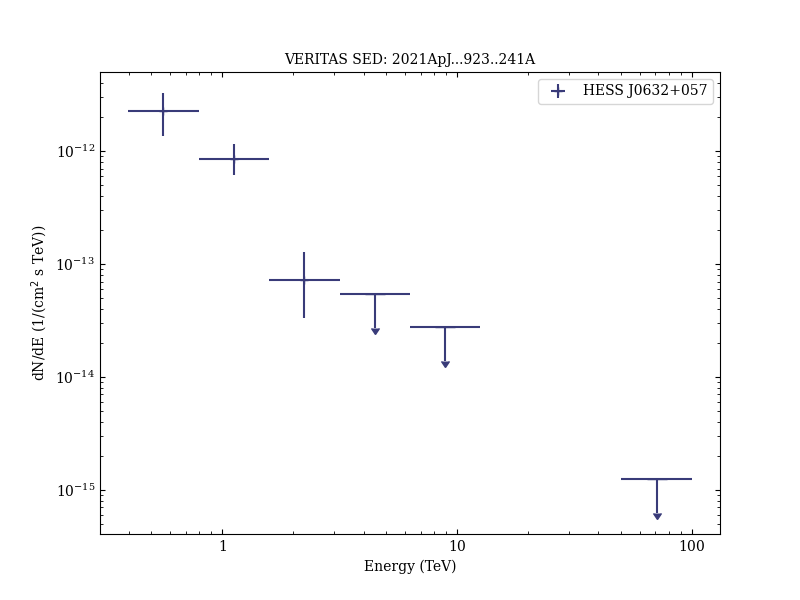 VERITAS SED: 2021ApJ...923..241A
HESS J0632+057
10⁻¹²
10⁻¹³
10⁻¹⁴
10⁻¹⁵
dN/dE (1/(cm² s TeV))
1
10
100
Energy (TeV)